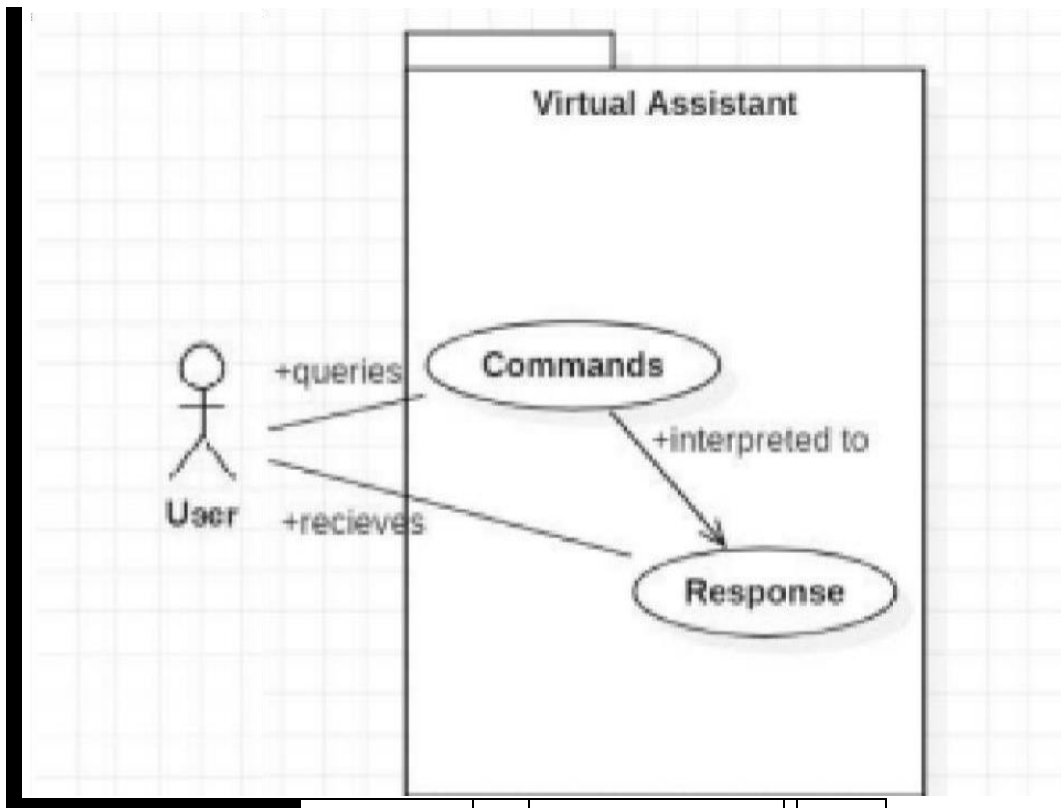 Virtual Assistant
+queries
Commands
+interpreted to
User
+recieves
Response